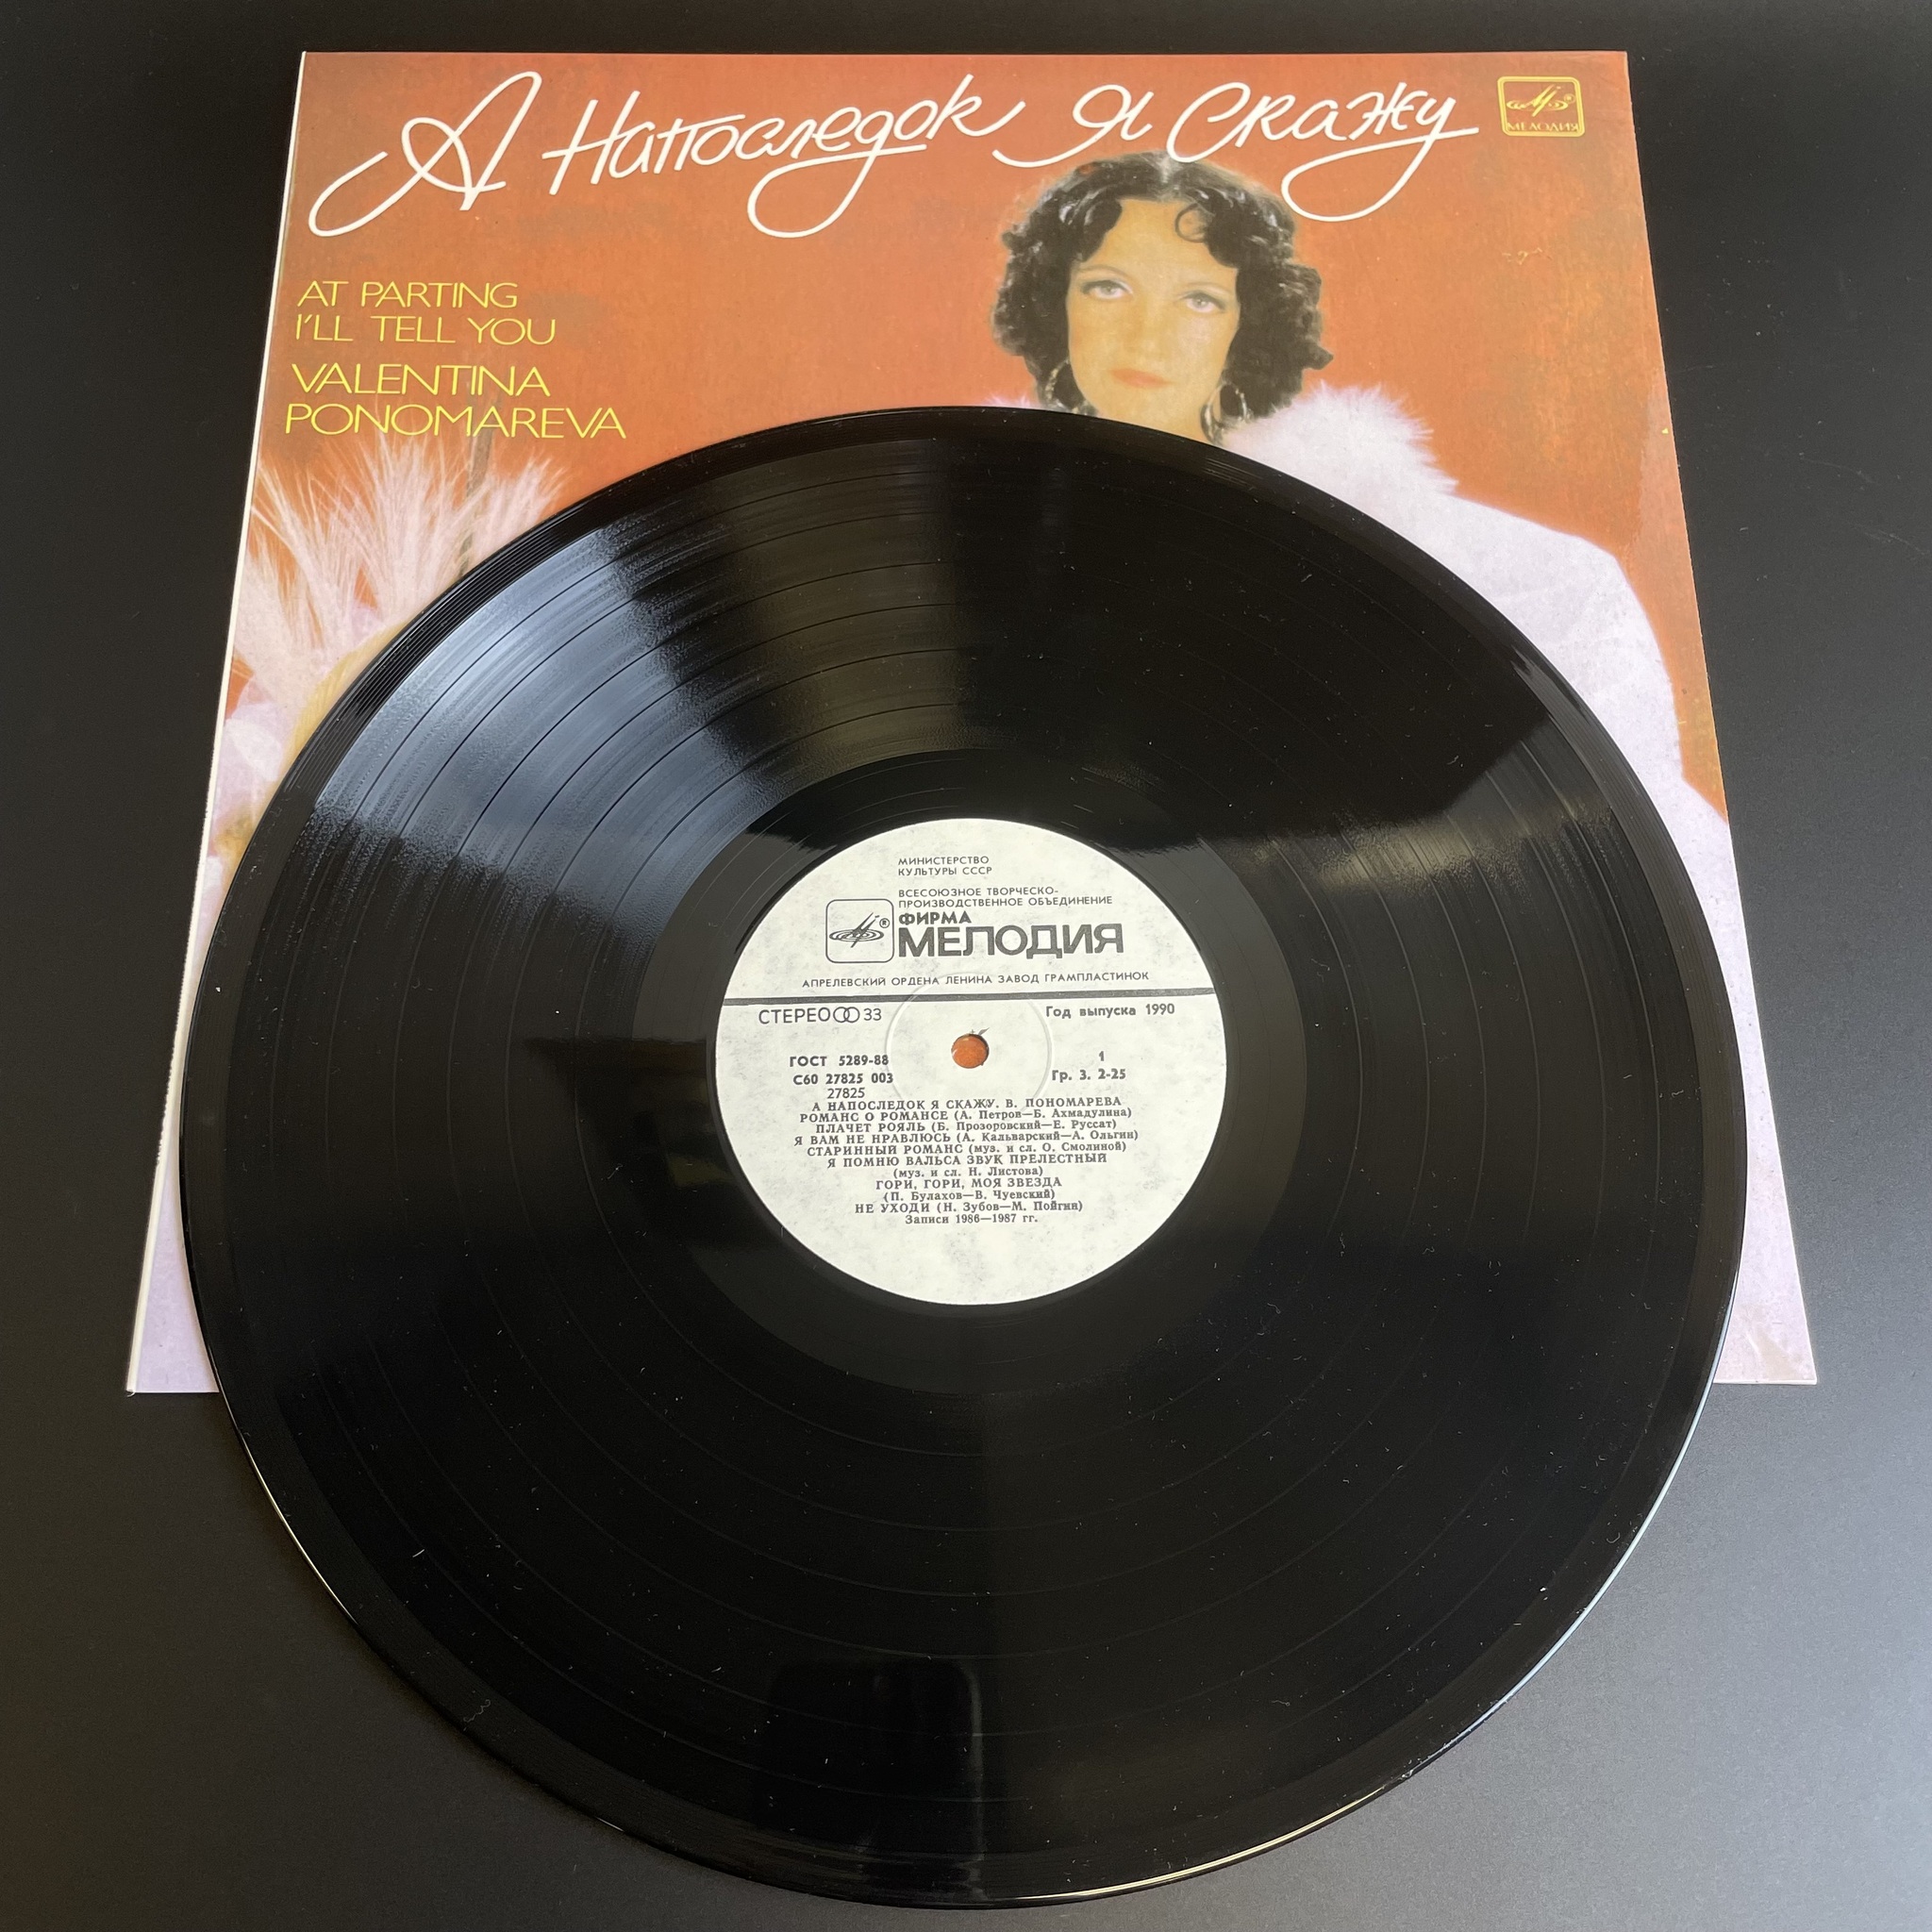 А Напоследок Я Скажу
МЕЛОДИЯ
AT PARTING
I'LL TELL YOU
VALENTINA
PONOMAREVA
МИНИСТЕРСТВО
КУЛЬТУРЫ СССР
ВСЕСОЮЗНОЕ ТВОРЧЕСКО-
ПРОИЗВОДСТВЕННОЕ ОБЪЕДИНЕНИЕ
ФИРМА
®
МЕЛОДИЯ
АПРЕЛЕВСКИЙ ОРДЕНА ЛЕНИНА ЗАВОД ГРАМПЛАСТИНОК
СТЕРЕО 33
Год выпуска 1990
ГОСТ 5289-88
1
С60 27825 003
Гр. 3. 2-25
27825
А НАПОСЛЕДОК Я СКАЖУ. В. ПОНОМАРЕВА
РОМАНС О РОМАНСЕ (А. Петров—Б. Ахмадулина)
ПЛАЧЕТ РОЯЛЬ (Б. Прозоровский—Е. Руссат)
Я ВАМ НЕ НРАВЛЮСЬ (А. Кальварский—А. Ольгин)
СТАРИННЫЙ РОМАНС (муз. и сл. О. Смолиной)
Я ПОМНЮ ВАЛЬСА ЗВУК ПРЕЛЕСТНЫЙ
(муз. и сл. Н. Листова)
ГОРИ, ГОРИ, МОЯ ЗВЕЗДА
(П. Булахов—В. Чуевский)
НЕ УХОДИ (Н. Зубов—М. Пойгин)
Записи 1986—1987 гг.